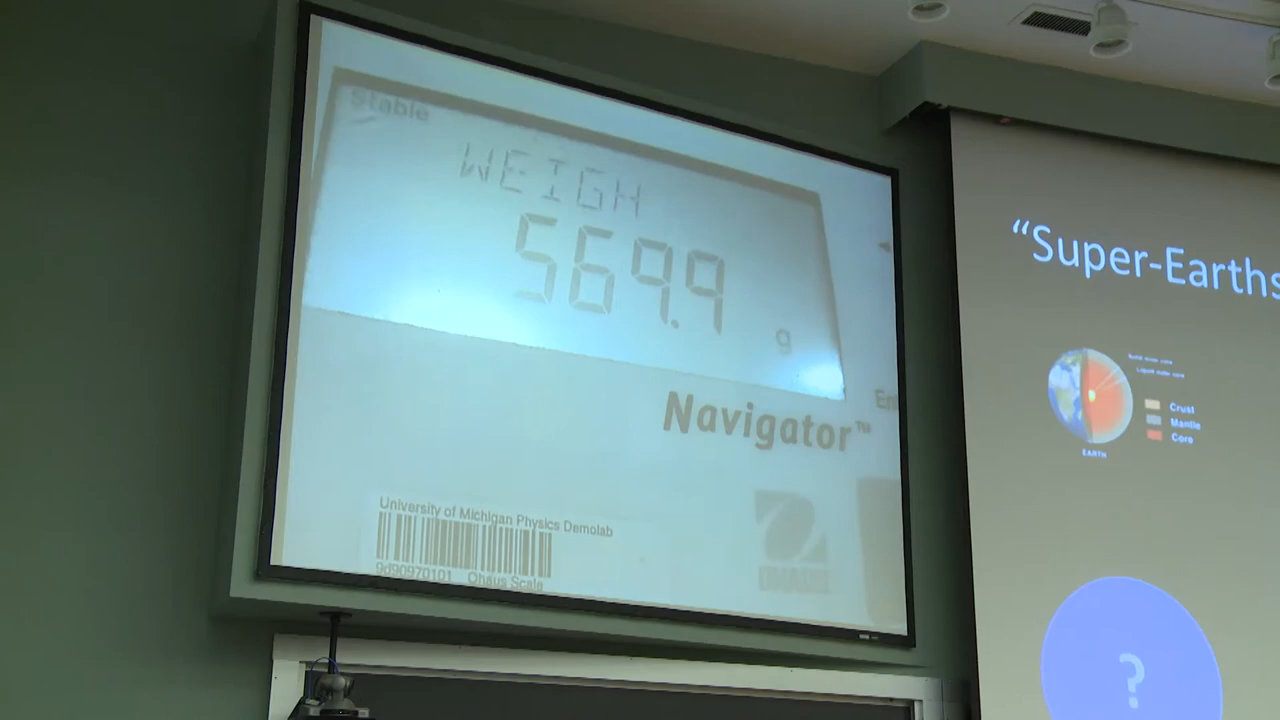 Stable
WEIGH
569.9
g
Navigator™
University of Michigan Physics Demolab
9d90970101 Ohaus Scale
OHAUS
“Super-Earths
Crust
Mantle
Core
EARTH
?